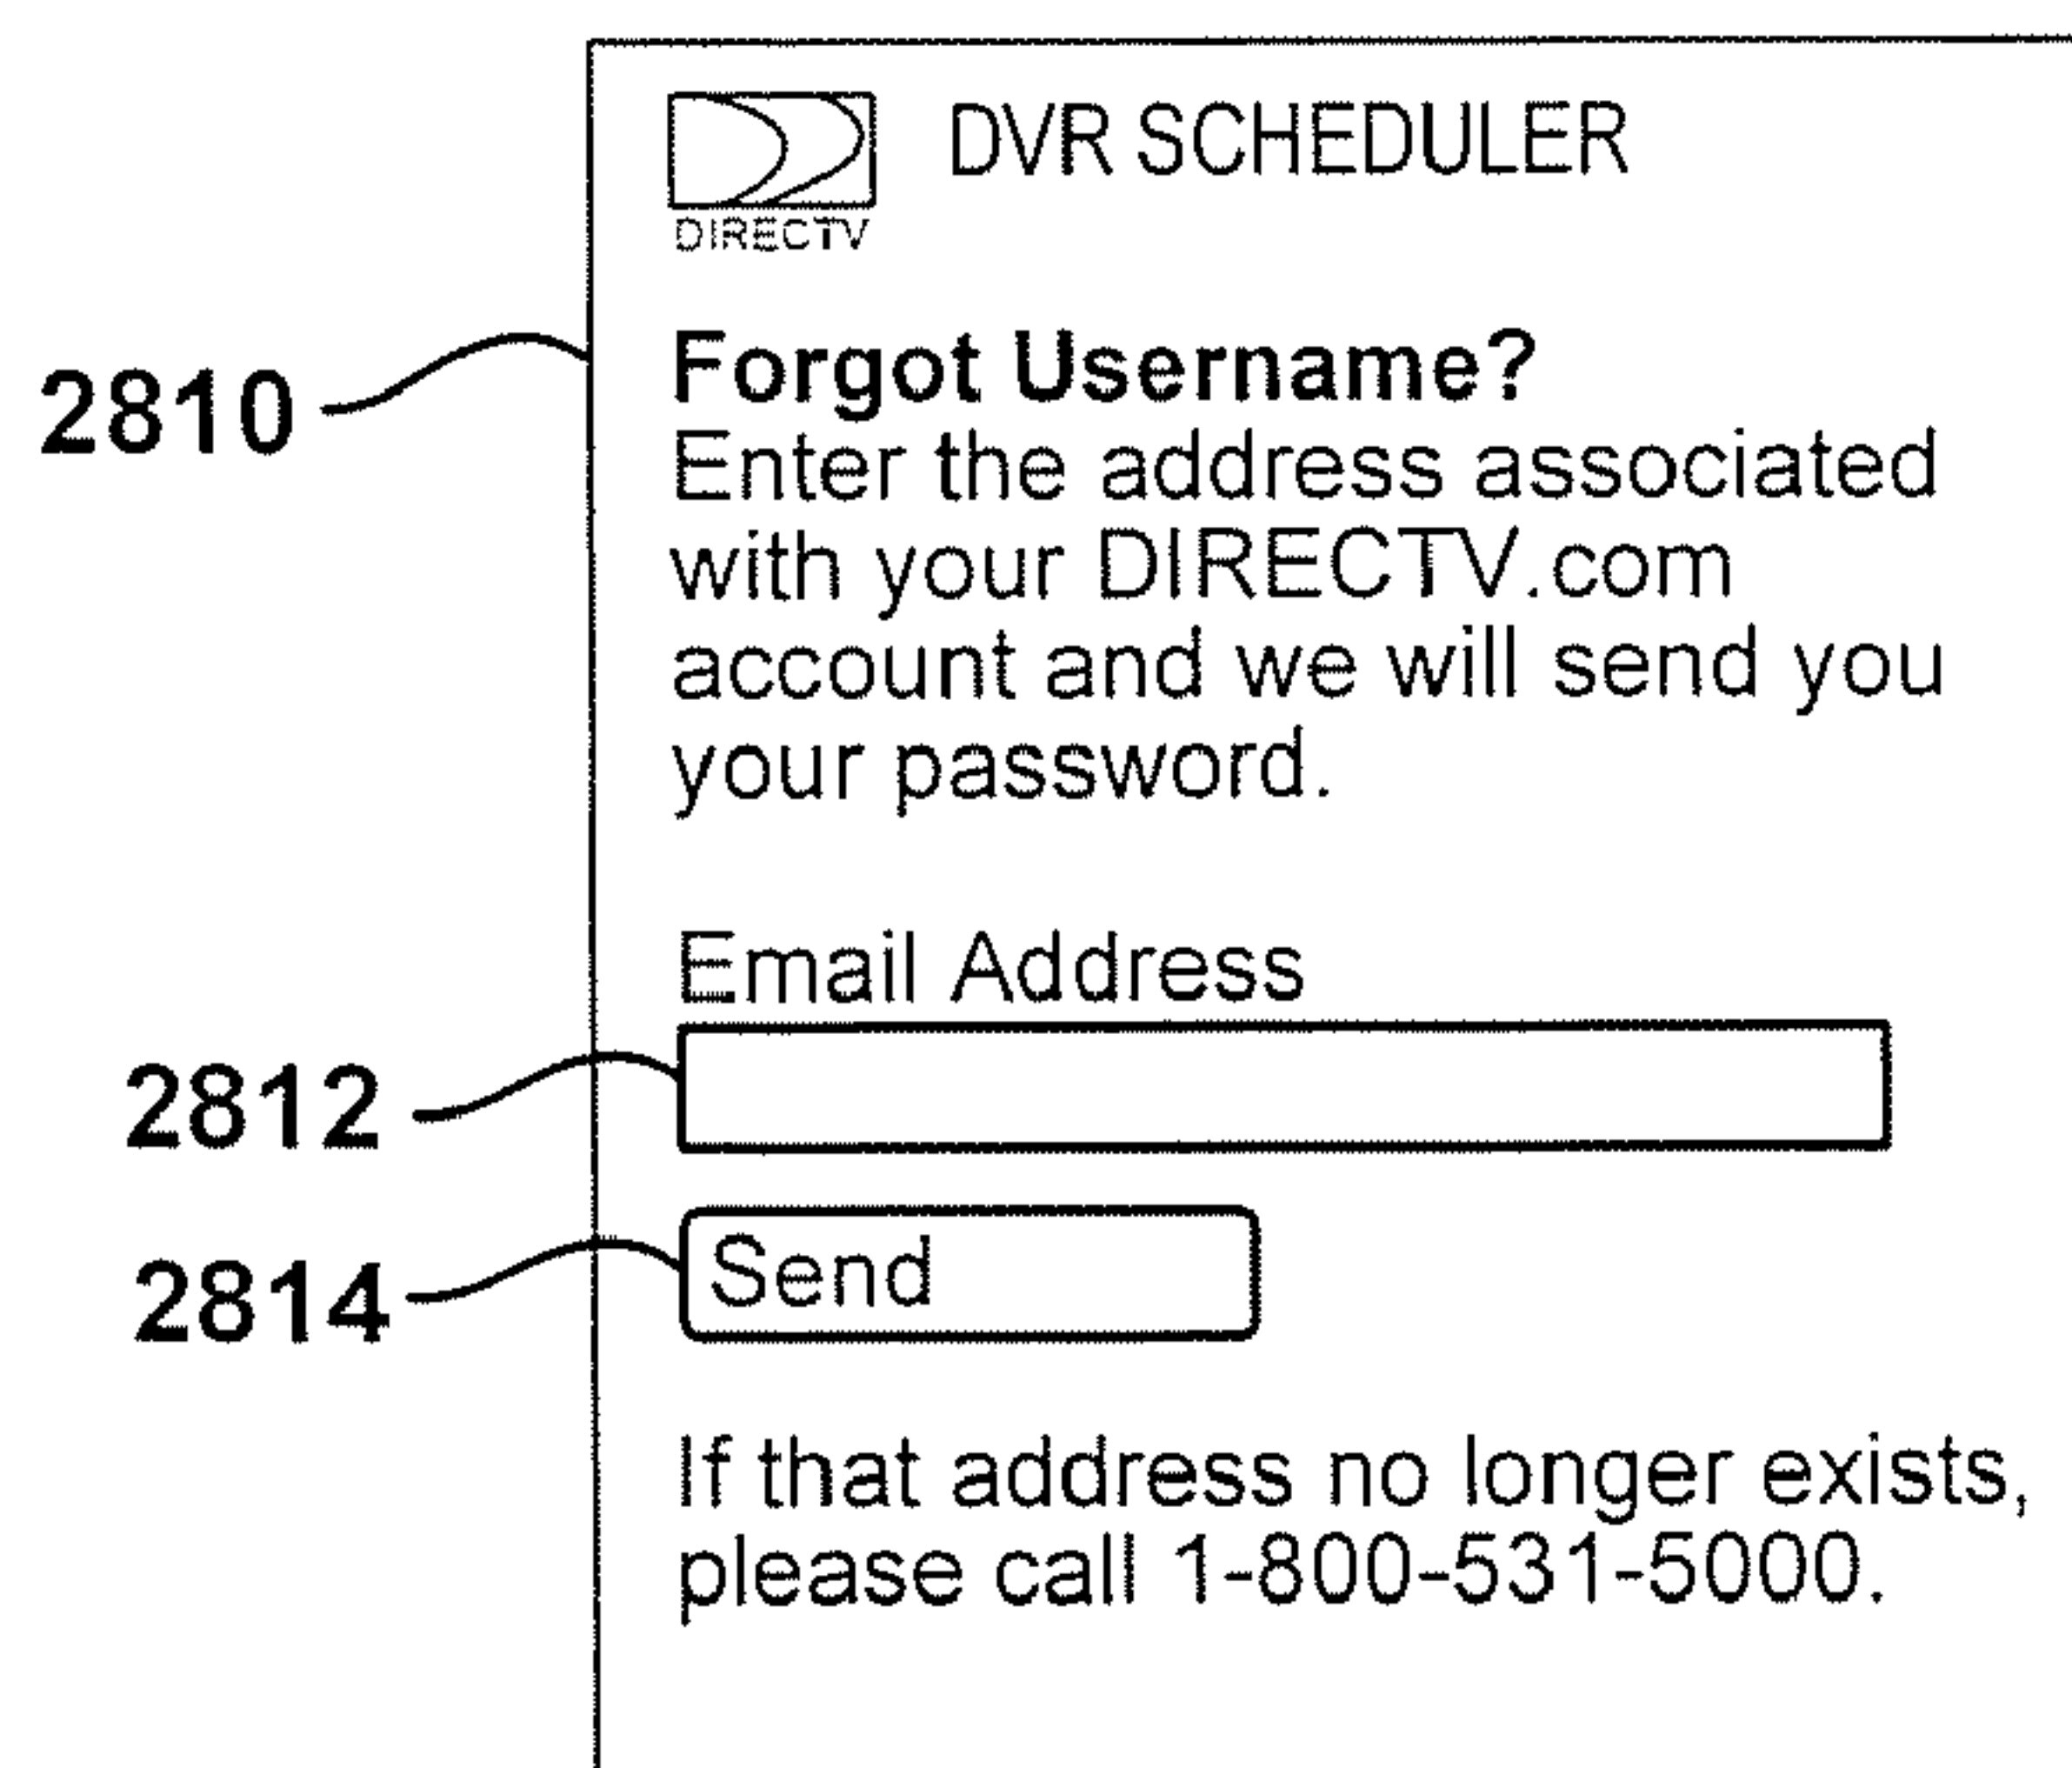 DVR SCHEDULER
DIRECTV
2810
Forgot Username?
Enter the address associated
with your DIRECTV.com
account and we will send you
your password.
Email Address
2812
2814
Send
If that address no longer exists,
please call 1-800-531-5000.